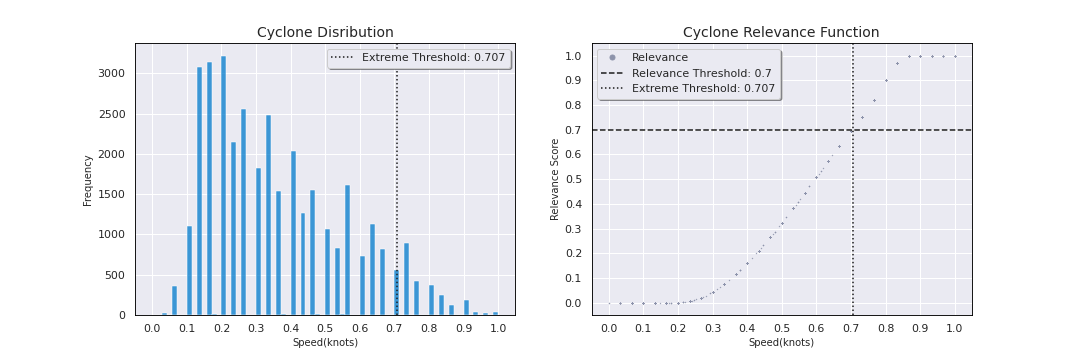 Cyclone Disribution
Extreme Threshold: 0.707
Frequency
3000
2500
2000
1500
1000
500
0
0.0 0.1 0.2 0.3 0.4 0.5 0.6 0.7 0.8 0.9 1.0
Speed(knots)
Cyclone Relevance Function
Relevance
Relevance Threshold: 0.7
Extreme Threshold: 0.707
Relevance Score
1.0
0.9
0.8
0.7
0.6
0.5
0.4
0.3
0.2
0.1
0.0
0.0 0.1 0.2 0.3 0.4 0.5 0.6 0.7 0.8 0.9 1.0
Speed(knots)